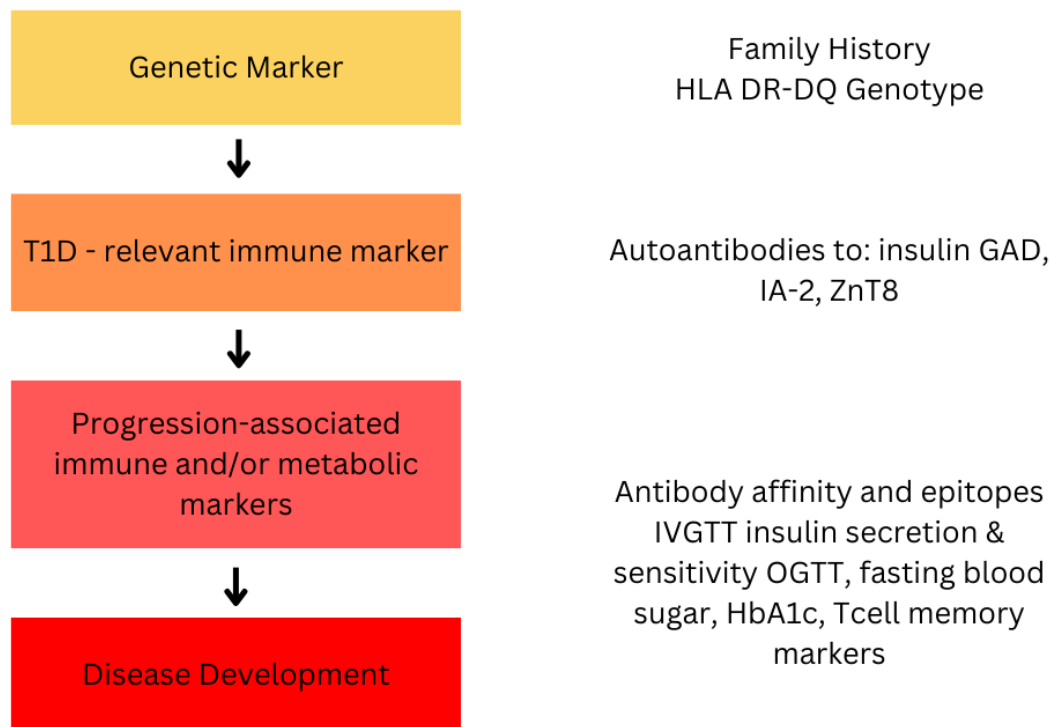 Genetic Marker
Family History
HLA DR-DQ Genotype
T1D - relevant immune marker
Autoantibodies to: insulin GAD,
IA-2, ZnT8
Progression-associated
immune and/or metabolic
markers
Antibody affinity and epitopes
IVGTT insulin secretion &
sensitivity OGTT, fasting blood
sugar, HbA1c, Tcell memory
markers
Disease Development